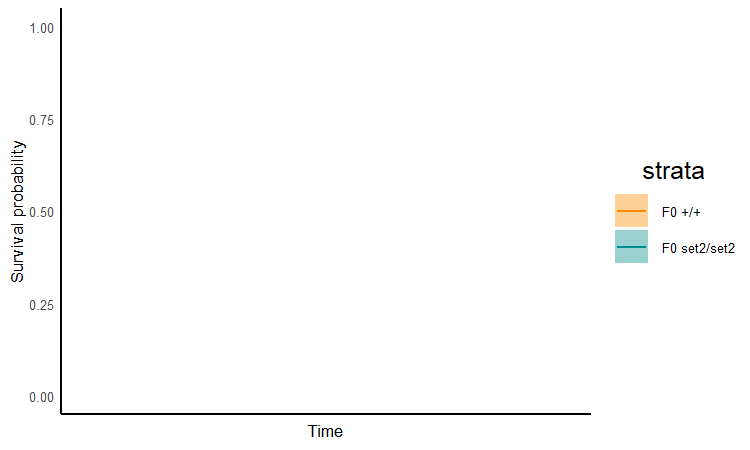 1.00
0.75
0.50
0.25
0.00
Survival probability
Time
strata
F0 +/+
F0 set2/set2